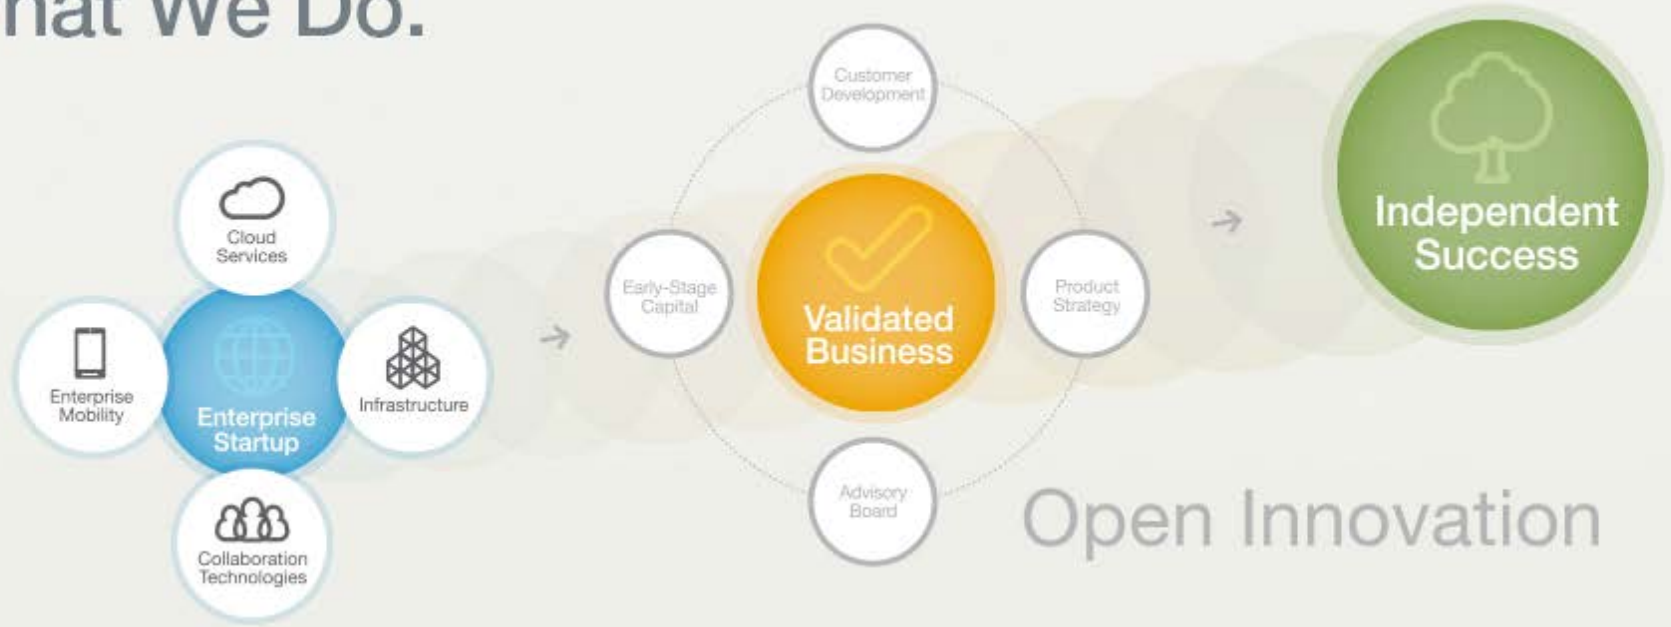 hat We Do.
Cloud
Services
Enterprise
Mobility
Enterprise
Startup
Infrastructure
Collaboration
Technologies
Customer
Development
Early-Stage
Capital
Validated
Business
Product
Strategy
Advisory
Board
Independent
Success
Open Innovation